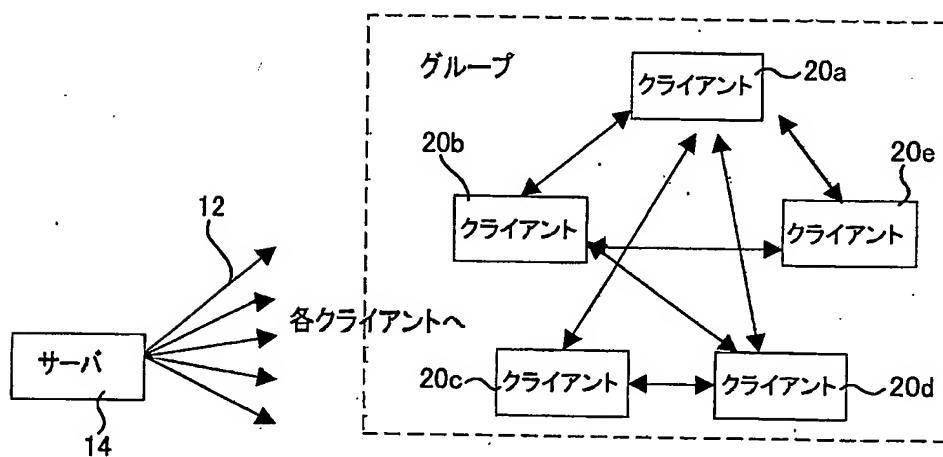 グループ
クライアント
20a
20b
クライアント
20e
クライアント
12
各クライアントへ
サーバ
14
20c
クライアント
クライアント
20d